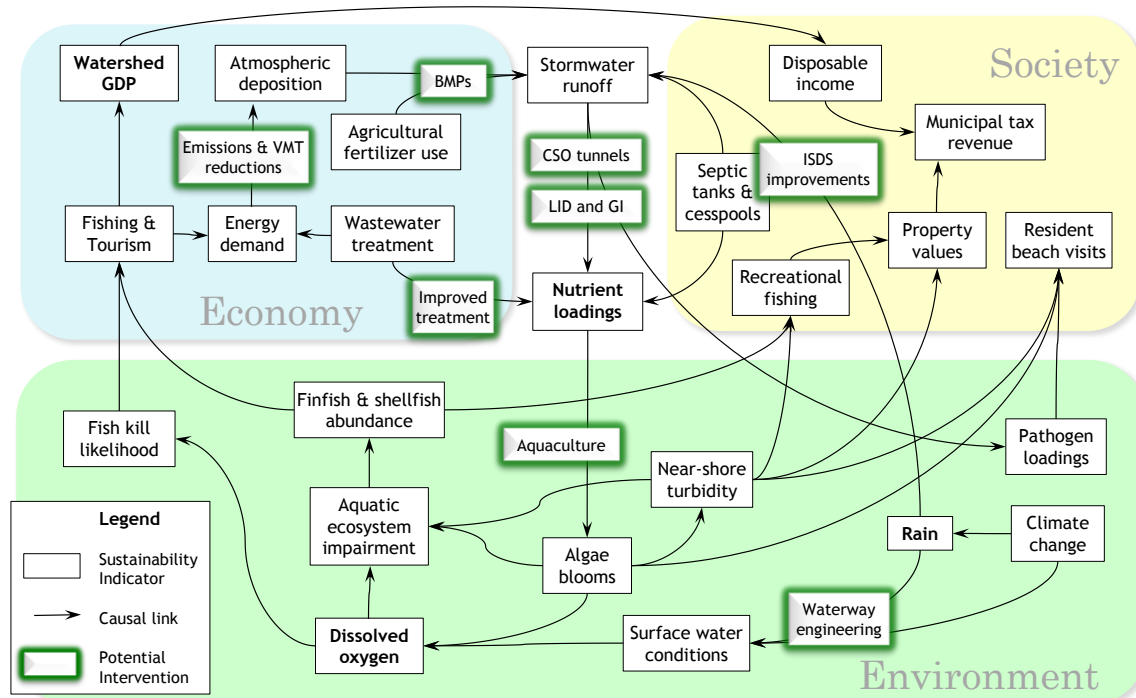 Society
Watershed
GDP
Atmospheric
deposition
BMPs
Stormwater
runoff
Disposable
income
Agricultural
fertilizer use
Municipal tax
revenue
Emissions & VMT
reductions
CSO tunnels
ISDS
improvements
Septic
tanks &
cesspools
LID and GI
Fishing &
Tourism
Energy
demand
Wastewater
treatment
Property
values
Resident
beach visits
Recreational
fishing
Economy
Improved
treatment
Nutrient
loadings
Finfish & shellfish
abundance
Fish kill
likelihood
Aquaculture
Pathogen
loadings
Near-shore
turbidity
Aquatic
ecosystem
impairment
Rain
Climate
change
Algae
blooms
Waterway
engineering
Dissolved
oxygen
Surface water
conditions
Environment
Legend
Sustainability
Indicator
Causal link
Potential
Intervention